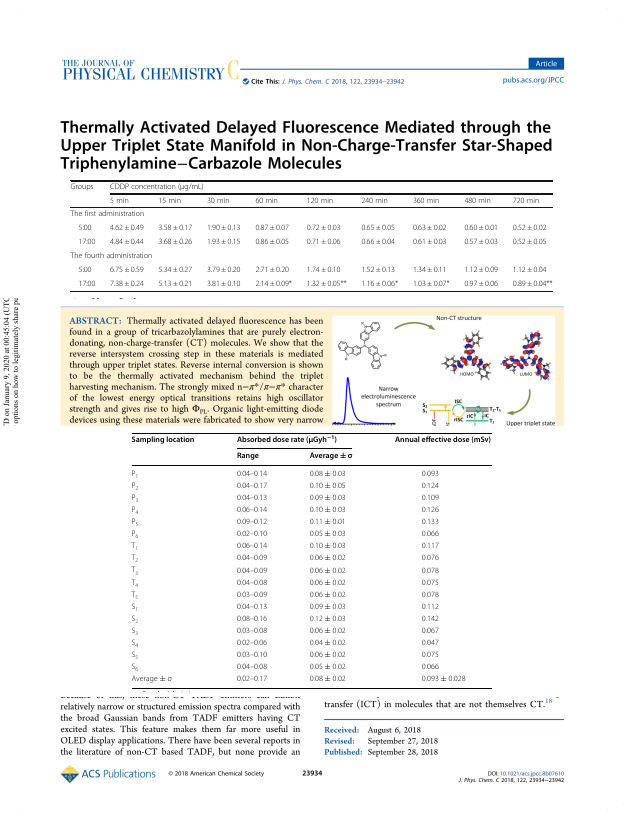 THE JOURNAL OF
PHYSICAL CHEMISTRY C
Article
Cite This: J. Phys. Chem. C 2018, 122, 23934−23942
pubs.acs.org/JPCC
Thermally Activated Delayed Fluorescence Mediated through the
Upper Triplet State Manifold in Non-Charge-Transfer Star-Shaped
Triphenylamine−Carbazole Molecules
Groups CDDP concentration (μg/mL)
5 min 15 min 30 min 60 min 120 min 240 min 360 min 480 min 720 min
The first administration
5:00 4.62 ± 0.49 3.58 ± 0.17 1.90 ± 0.13 0.87 ± 0.07 0.72 ± 0.03 0.65 ± 0.05 0.63 ± 0.02 0.60 ± 0.01 0.52 ± 0.02
17:00 4.84 ± 0.44 3.68 ± 0.26 1.93 ± 0.15 0.86 ± 0.05 0.71 ± 0.06 0.66 ± 0.04 0.61 ± 0.03 0.57 ± 0.03 0.52 ± 0.05
The fourth administration
5:00 6.75 ± 0.59 5.34 ± 0.27 3.79 ± 0.20 2.71 ± 0.20 1.74 ± 0.10 1.52 ± 0.13 1.34 ± 0.11 1.12 ± 0.09 1.12 ± 0.04
17:00 7.38 ± 0.24 5.13 ± 0.21 3.81 ± 0.10 2.14 ± 0.09* 1.32 ± 0.05** 1.16 ± 0.06* 1.03 ± 0.07* 0.97 ± 0.06 0.89 ± 0.04**
9, 2020 at 00:45:04 (UTC
options on how to legitimately share
ABSTRACT: Thermally activated delayed fluorescence has been
found in a group of tricarbazolylamines that are purely electron-
donating, non-charge-transfer (CT) molecules. We show that the
reverse intersystem crossing step in these materials is mediated
through upper triplet states. Reverse internal conversion is shown
to be the thermally activated mechanism behind the triplet
harvesting mechanism. The strongly mixed n−π*/π−π* character
of the lowest energy optical transitions retains high oscillator
strength and gives rise to high ΦPL. Organic light-emitting diode
devices using these materials were fabricated to show very narrow
Non-CT structure
HOMO
LUMO
Narrow
electroluminescence
spectrum
Upper triplet state
Sampling location Absorbed dose rate (μGyh⁻¹) Annual effective dose (mSv)
Range Average ± σ
P₁ 0.04–0.14 0.08 ± 0.03 0.093
P₂ 0.04–0.17 0.10 ± 0.05 0.124
P₃ 0.04–0.13 0.09 ± 0.03 0.109
P₄ 0.06–0.14 0.10 ± 0.03 0.126
P₅ 0.09–0.12 0.11 ± 0.01 0.133
P₆ 0.02–0.10 0.05 ± 0.03 0.066
T₁ 0.06–0.14 0.10 ± 0.03 0.117
T₂ 0.04–0.09 0.06 ± 0.02 0.076
T₃ 0.04–0.09 0.06 ± 0.02 0.078
T₄ 0.04–0.08 0.06 ± 0.02 0.075
T₅ 0.03–0.09 0.06 ± 0.02 0.078
S₁ 0.04–0.13 0.09 ± 0.03 0.112
S₂ 0.08–0.16 0.12 ± 0.03 0.142
S₃ 0.03–0.08 0.06 ± 0.02 0.067
S₄ 0.02–0.06 0.04 ± 0.02 0.047
S₅ 0.03–0.10 0.06 ± 0.02 0.075
S₆ 0.04–0.08 0.05 ± 0.02 0.066
Average ± σ 0.02–0.17 0.08 ± 0.02 0.093 ± 0.028
relatively narrow or structured emission spectra compared with
the broad Gaussian bands from TADF emitters having CT
excited states. This feature makes them far more useful in
OLED display applications. There have been several reports in
the literature of non-CT based TADF, but none provide an
transfer (ICT) in molecules that are not themselves CT.¹⁸
Received: August 6, 2018
Revised: September 27, 2018
Published: September 28, 2018
ACS Publications © 2018 American Chemical Society
23934
DOI: 10.1021/acs.jpcc.8b07610
J. Phys. Chem. C 2018, 122, 23934−23942